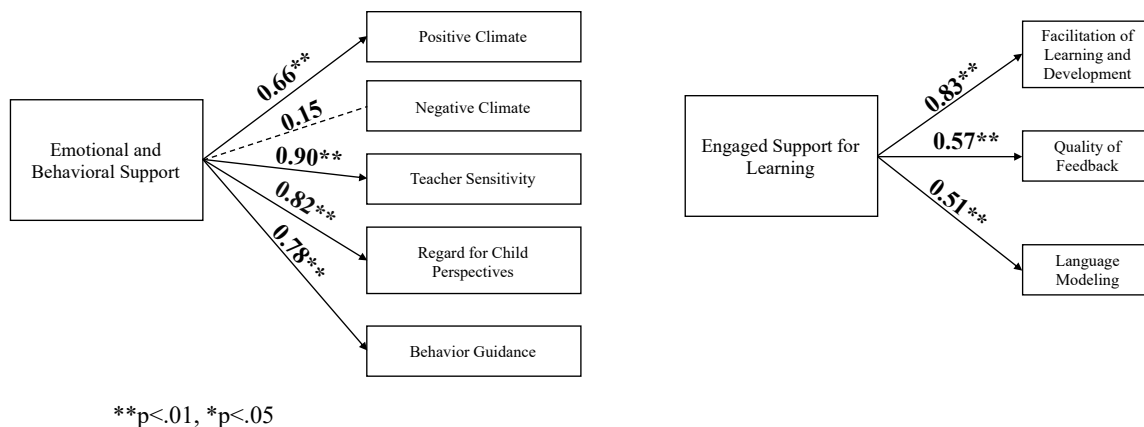 Emotional and
Behavioral Support
0.66**
0.15
0.90**
0.82**
0.78**
Positive Climate
Negative Climate
Teacher Sensitivity
Regard for Child
Perspectives
Behavior Guidance
Engaged Support for
Learning
0.83**
0.57**
0.51**
Facilitation of
Learning and
Development
Quality of
Feedback
Language
Modeling
**p<.01, *p<.05